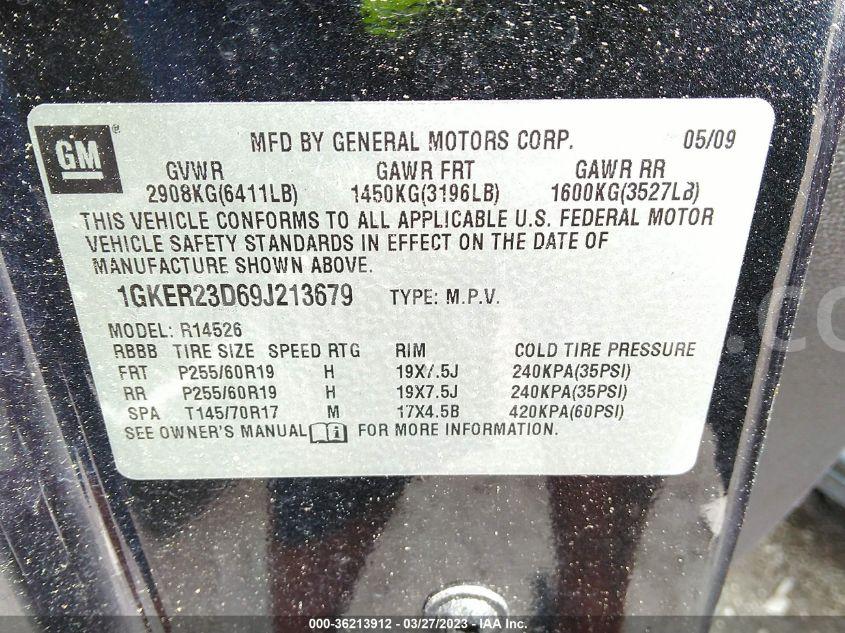 GM ®
MFD BY GENERAL MOTORS CORP. 05/09
GVWR GAWR FRT GAWR RR
2908KG(6411LB) 1450KG(3196LB) 1600KG(3527LB)
THIS VEHICLE CONFORMS TO ALL APPLICABLE U.S. FEDERAL MOTOR
VEHICLE SAFETY STANDARDS IN EFFECT ON THE DATE OF
MANUFACTURE SHOWN ABOVE.
1GKER23D69J213679 TYPE: M.P.V.
MODEL: R14526
RBBB TIRE SIZE SPEED RTG RIM COLD TIRE PRESSURE
FRT P255/60R19 H 19X7.5J 240KPA(35PSI)
RR P255/60R19 H 19X7.5J 240KPA(35PSI)
SPA T145/70R17 M 17X4.5B 420KPA(60PSI)
SEE OWNER'S MANUAL i FOR MORE INFORMATION.
.co
000-36213912 - 03/27/2023 - IAA Inc.